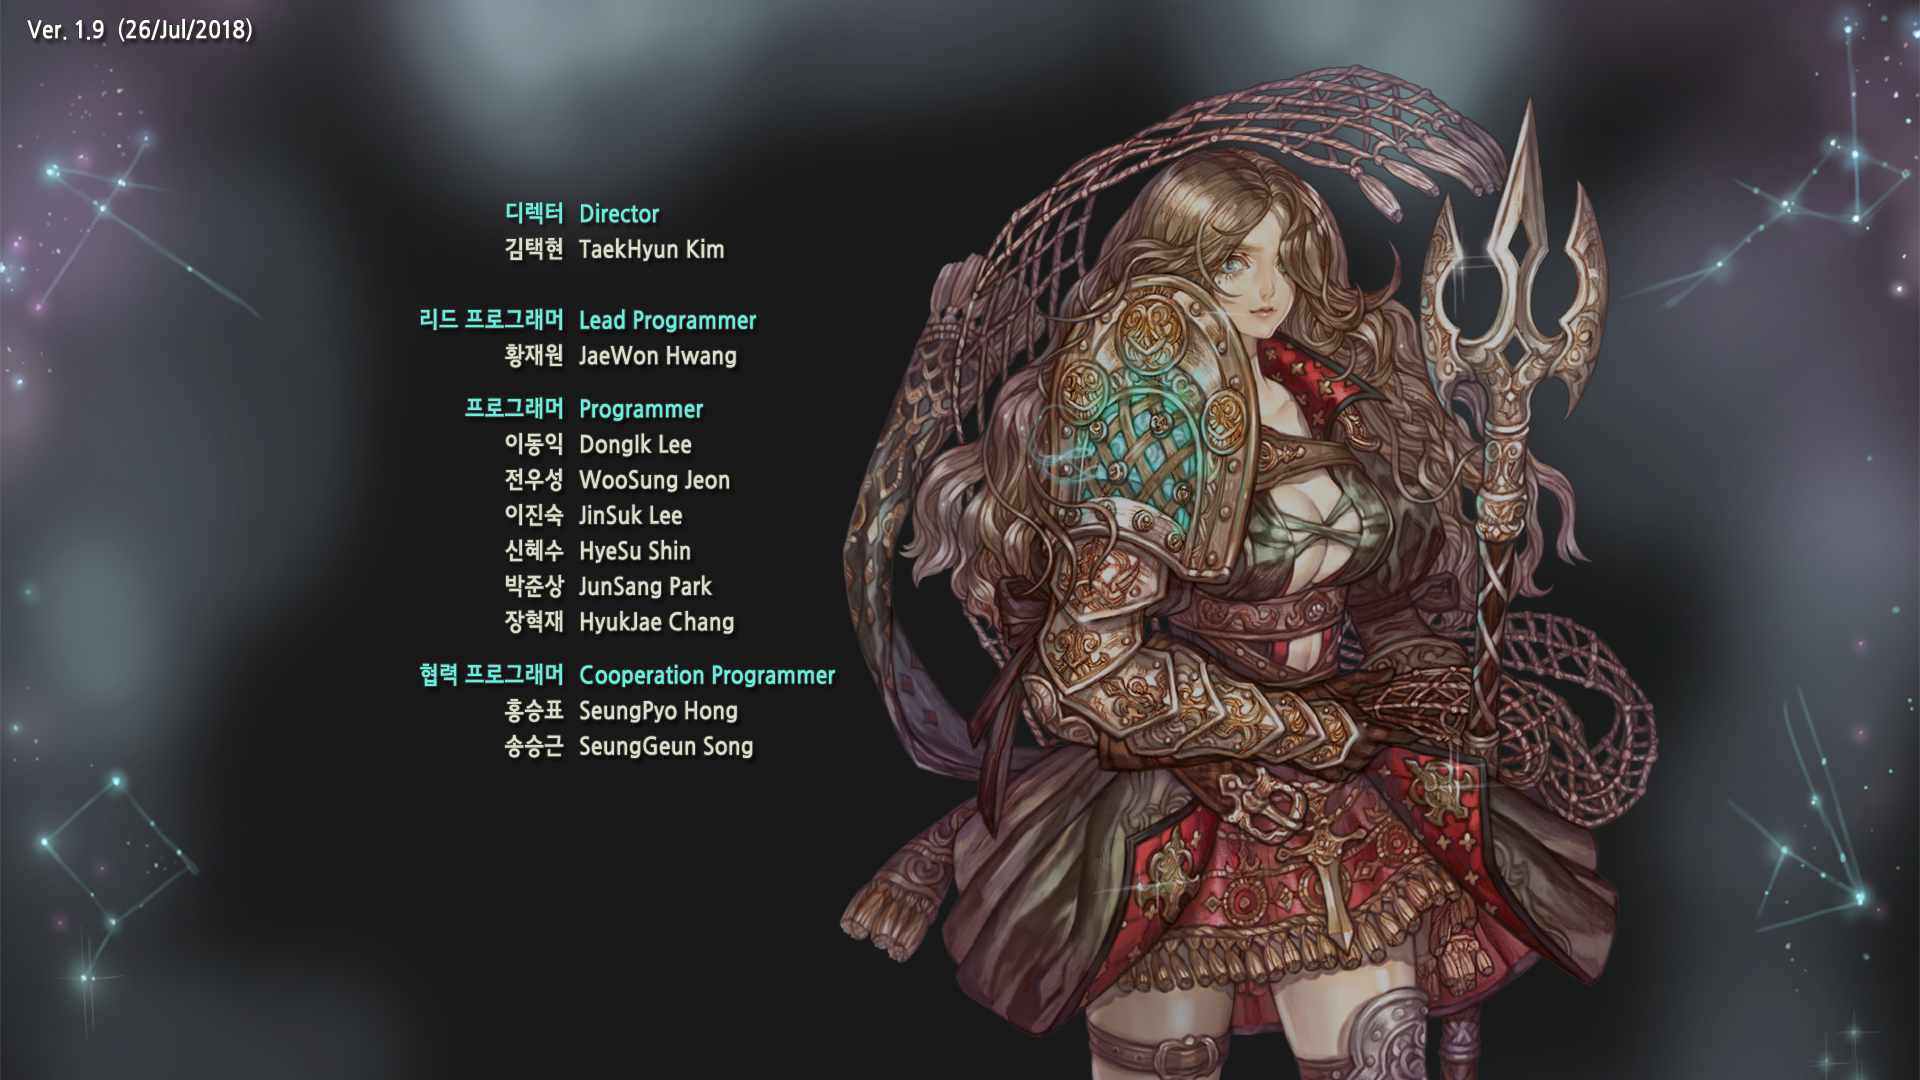 Ver. 1.9 (26/Jul/2018)
디렉터 Director
김택현 TaekHyun Kim
리드 프로그래머 Lead Programmer
황재원 JaeWon Hwang
프로그래머 Programmer
이동익 DongIk Lee
전우성 WooSung Jeon
이진숙 JinSuk Lee
신혜수 HyeSu Shin
박준상 JunSang Park
장혁재 HyukJae Chang
협력 프로그래머 Cooperation Programmer
홍승표 SeungPyo Hong
송승근 SeungGeun Song